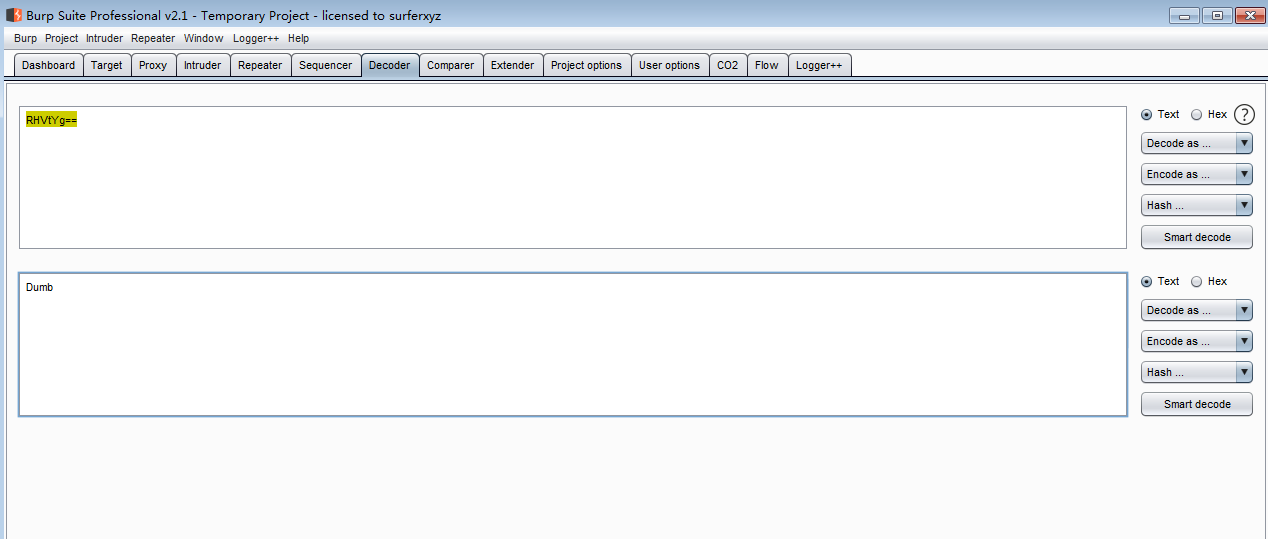 Burp Suite Professional v2.1 - Temporary Project - licensed to surferxyz
Burp Project Intruder Repeater Window Logger++ Help
Dashboard Target Proxy Intruder Repeater Sequencer Decoder Comparer Extender Project options User options CO2 Flow Logger++
RHVtYg==
Text Hex ?
Decode as ...
Encode as ...
Hash ...
Smart decode
Dumb
Text Hex
Decode as ...
Encode as ...
Hash ...
Smart decode